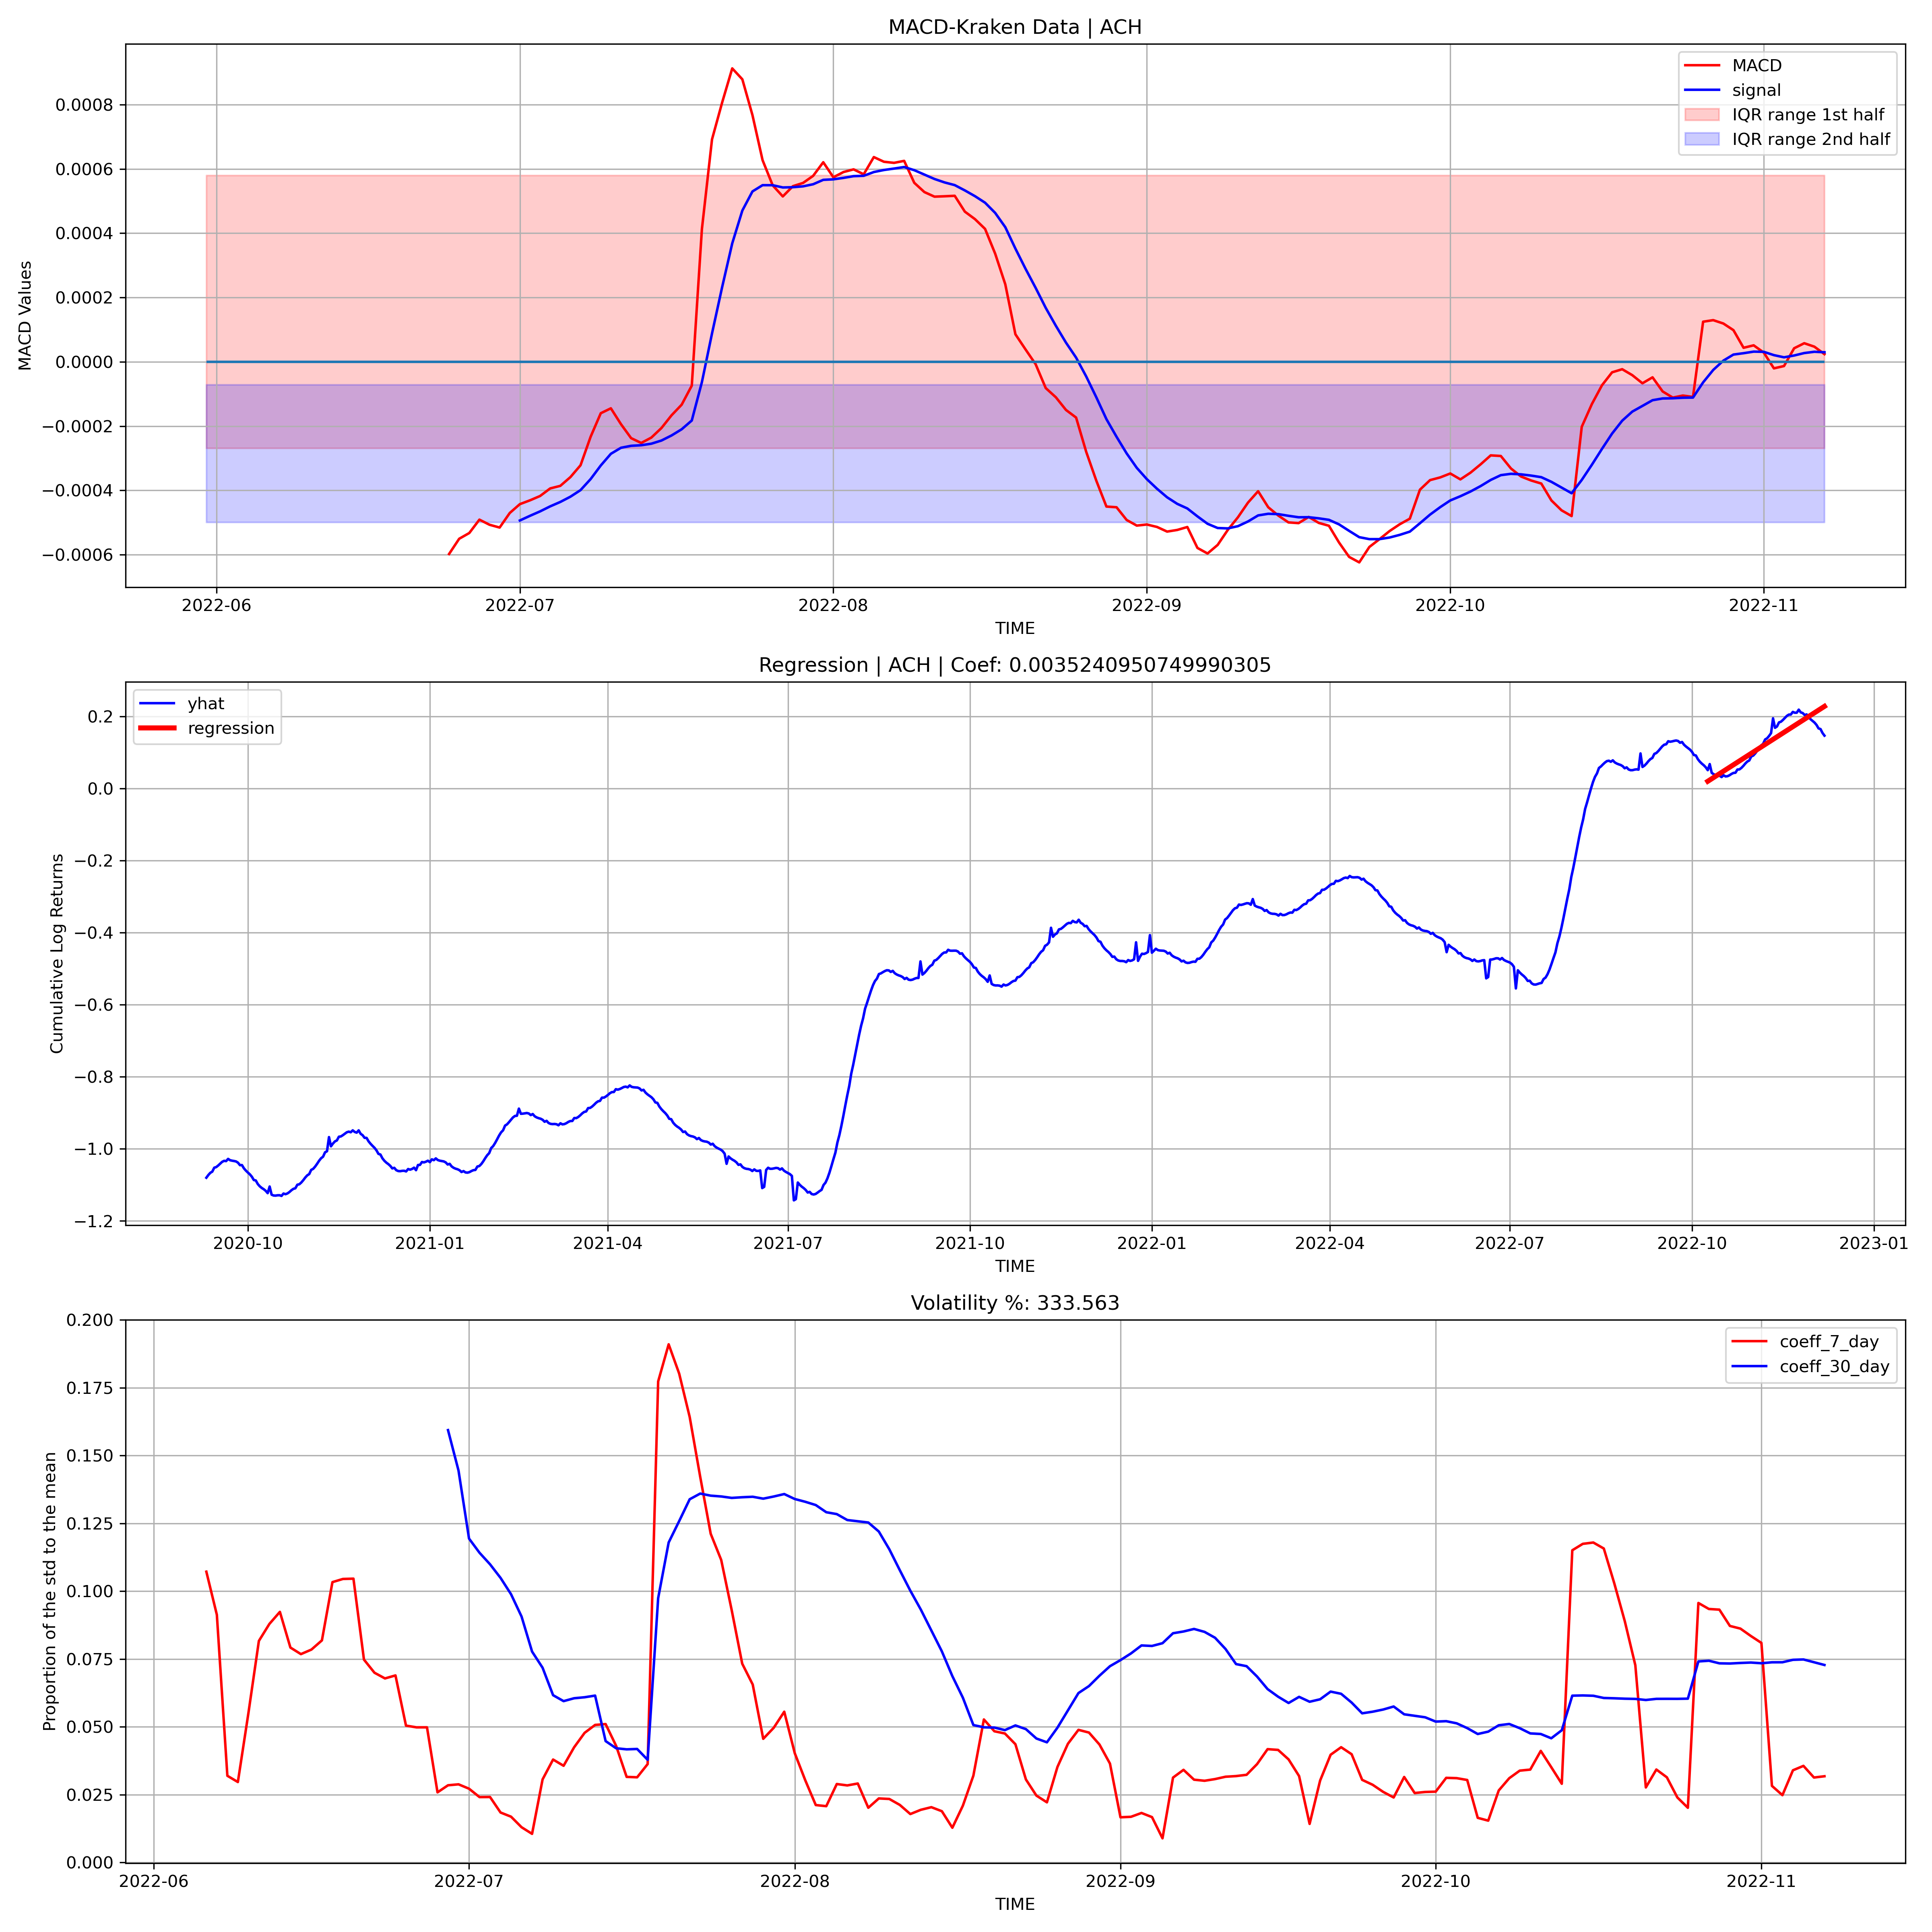 MACD-Kraken Data | ACH
MACD
signal
IQR range 1st half
IQR range 2nd half
0.0008
0.0006
0.0004
0.0002
0.0000
−0.0002
−0.0004
−0.0006
MACD Values
2022-06 2022-07 2022-08 2022-09 2022-10 2022-11
TIME
Regression | ACH | Coef: 0.0035240950749990305
yhat
regression
0.2
0.0
−0.2
−0.4
−0.6
−0.8
−1.0
−1.2
Cumulative Log Returns
2020-10 2021-01 2021-04 2021-07 2021-10 2022-01 2022-04 2022-07 2022-10 2023-01
TIME
Volatility %: 333.563
coeff_7_day
coeff_30_day
0.200
0.175
0.150
0.125
0.100
0.075
0.050
0.025
0.000
Proportion of the std to the mean
2022-06 2022-07 2022-08 2022-09 2022-10 2022-11
TIME